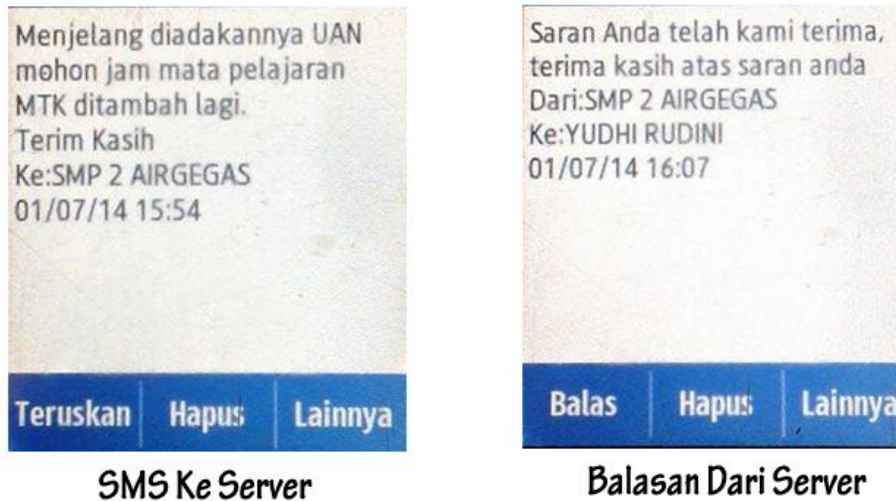 Menjelang diadakannya UAN
mohon jam mata pelajaran
MTK ditambah lagi.
Terim Kasih
Ke:SMP 2 AIRGEGAS
01/07/14 15:54
Teruskan Hapus Lainnya
SMS Ke Server
Saran Anda telah kami terima,
terima kasih atas saran anda
Dari:SMP 2 AIRGEGAS
Ke:YUDHI RUDINI
01/07/14 16:07
Balas Hapus Lainnya
Balasan Dari Server